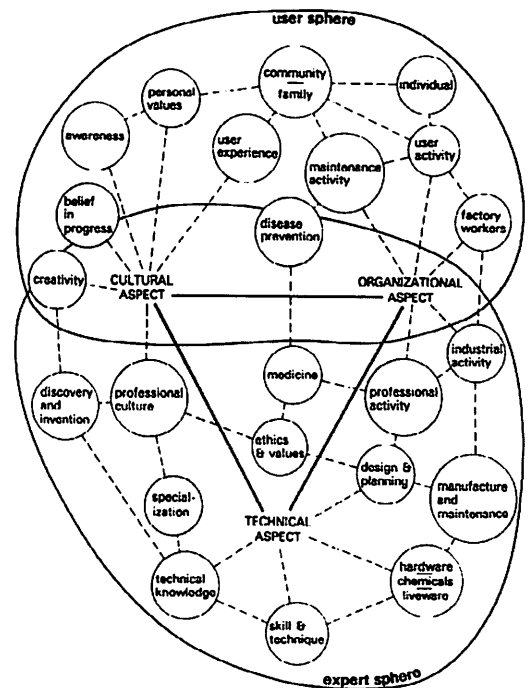 user sphere
community
family
individual
personal
values
awareness
user
experience
maintenance
activity
user
activity
belief
in
progress
disease
prevention
factory
workers
creativity
CULTURAL
ASPECT
ORGANIZATIONAL
ASPECT
industrial
activity
medicine
discovery
and
invention
professional
culture
professional
activity
ethics
& values
design &
planning
manufacture
and
maintenance
special-
ization
TECHNICAL
ASPECT
technical
knowledge
hardware
chemicals
liveware
skill &
technique
expert sphere